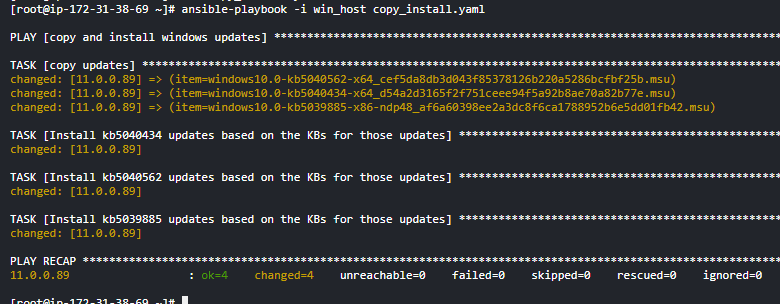 [root@ip-172-31-38-69 ~]# ansible-playbook -i win_host copy_install.yaml
PLAY [copy and install windows updates] ****************************************************************************
TASK [copy updates] ************************************************************************************************
changed: [11.0.0.89] => (item=windows10.0-kb5040562-x64_cef5da8db3d043f85378126b220a5286bcfbf25b.msu)
changed: [11.0.0.89] => (item=windows10.0-kb5040434-x64_d54a2d3165f2f751ceee94f5a92b8ae70a82b77e.msu)
changed: [11.0.0.89] => (item=windows10.0-kb5039885-x86-ndp48_af6a60398ee2a3dc8f6ca1788952b6e5dd01fb42.msu)
TASK [Install kb5040434 updates based on the KBs for those updates] ************************************************
changed: [11.0.0.89]
TASK [Install kb5040562 updates based on the KBs for those updates] ************************************************
changed: [11.0.0.89]
TASK [Install kb5039885 updates based on the KBs for those updates] ************************************************
changed: [11.0.0.89]
PLAY RECAP *********************************************************************************************************
11.0.0.89 : ok=4 changed=4 unreachable=0 failed=0 skipped=0 rescued=0 ignored=0
[root@ip-172-31-38-69 ~]#